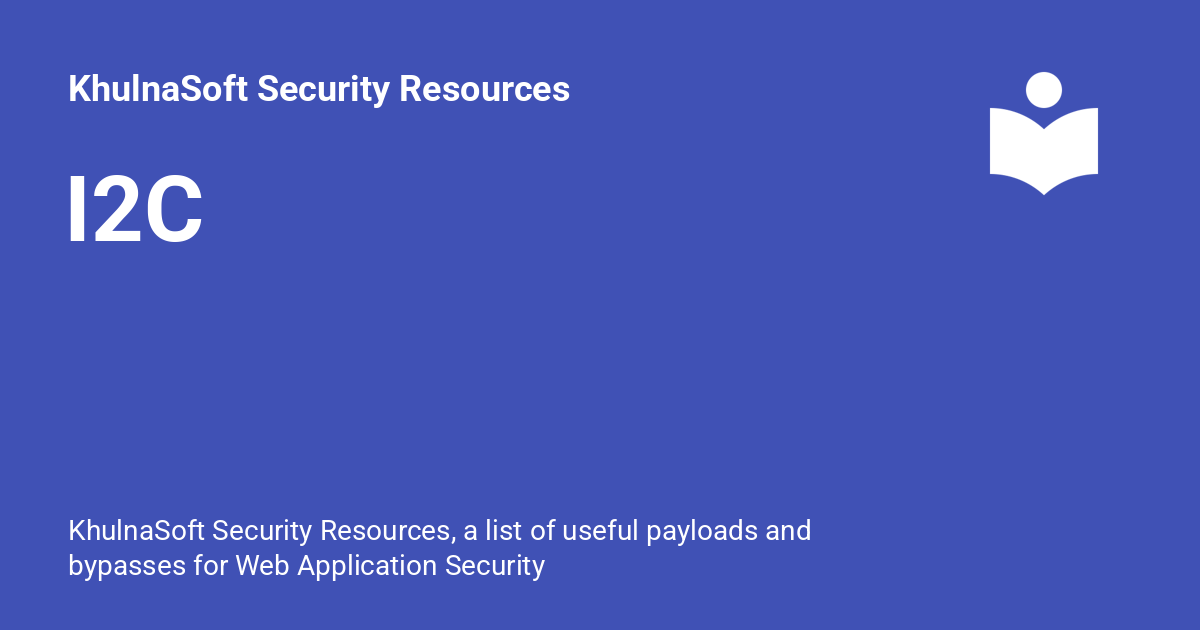 KhulnaSoft Security Resources
I2C
KhulnaSoft Security Resources, a list of useful payloads and
bypasses for Web Application Security